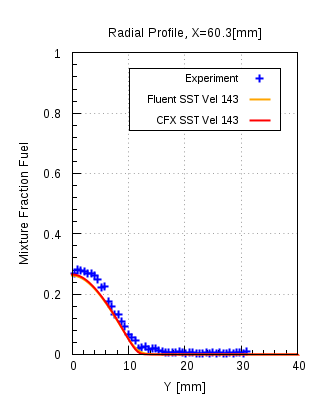 Radial Profile, X=60.3[mm]
1
Experiment
Fluent SST Vel 143
CFX SST Vel 143
0.8
0.6
0.4
0.2
0
Mixture Fraction Fuel
0 10 20 30 40
Y [mm]